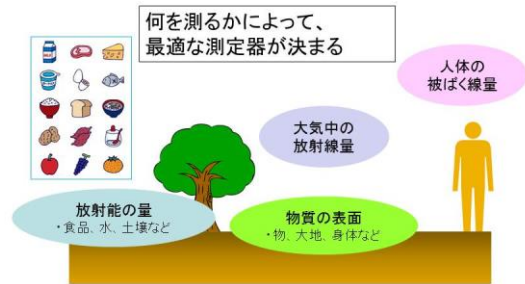 何を測るかによって、
最適な測定器が決まる
人体の
被ばく線量
大気中の
放射線量
放射能の量
・食品、水、土壌など
物質の表面
・物、大地、身体など